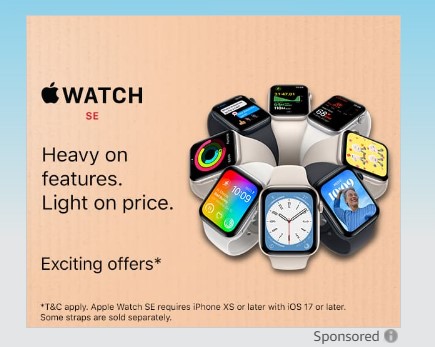 WATCH
SE
Heavy on
features.
Light on price.
Exciting offers*
*T&C apply. Apple Watch SE requires iPhone XS or later with iOS 17 or later.
Some straps are sold separately.
Sponsored